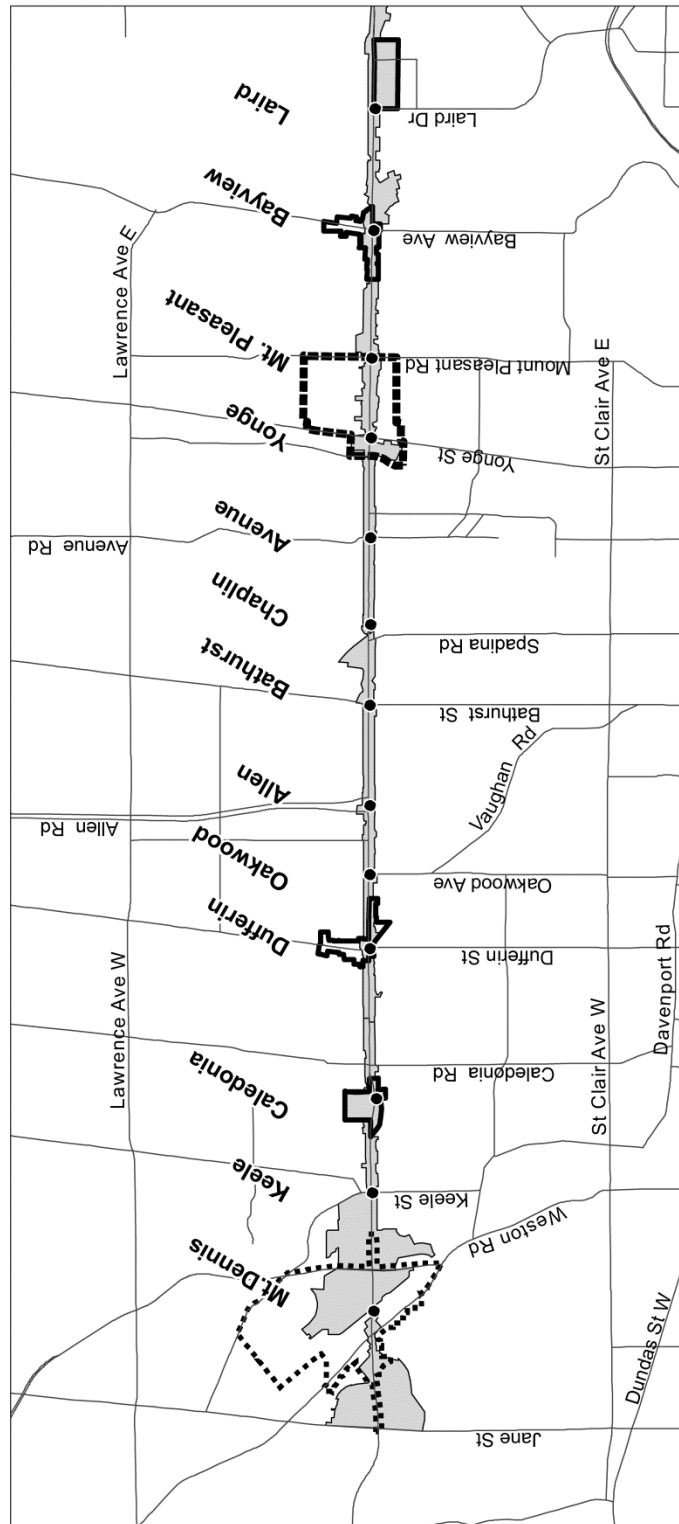 Laird
Laird Dr
Bayview
Bayview Ave
Lawrence Ave E
Mt. Pleasant
Mount Pleasant Rd
St Clair Ave E
Yonge
Yonge St
Avenue
Avenue Rd
Chaplin
Spadina Rd
Bathurst
Bathurst St
Vaughan Rd
Allen
Allen Rd
Oakwood
Oakwood Ave
Dufferin
Dufferin St
Davenport Rd
Lawrence Ave W
Caledonia Rd
St Clair Ave W
Caledonia
Keele
Keele St
Weston Rd
Mt.Dennis
Dundas St W
Jane St